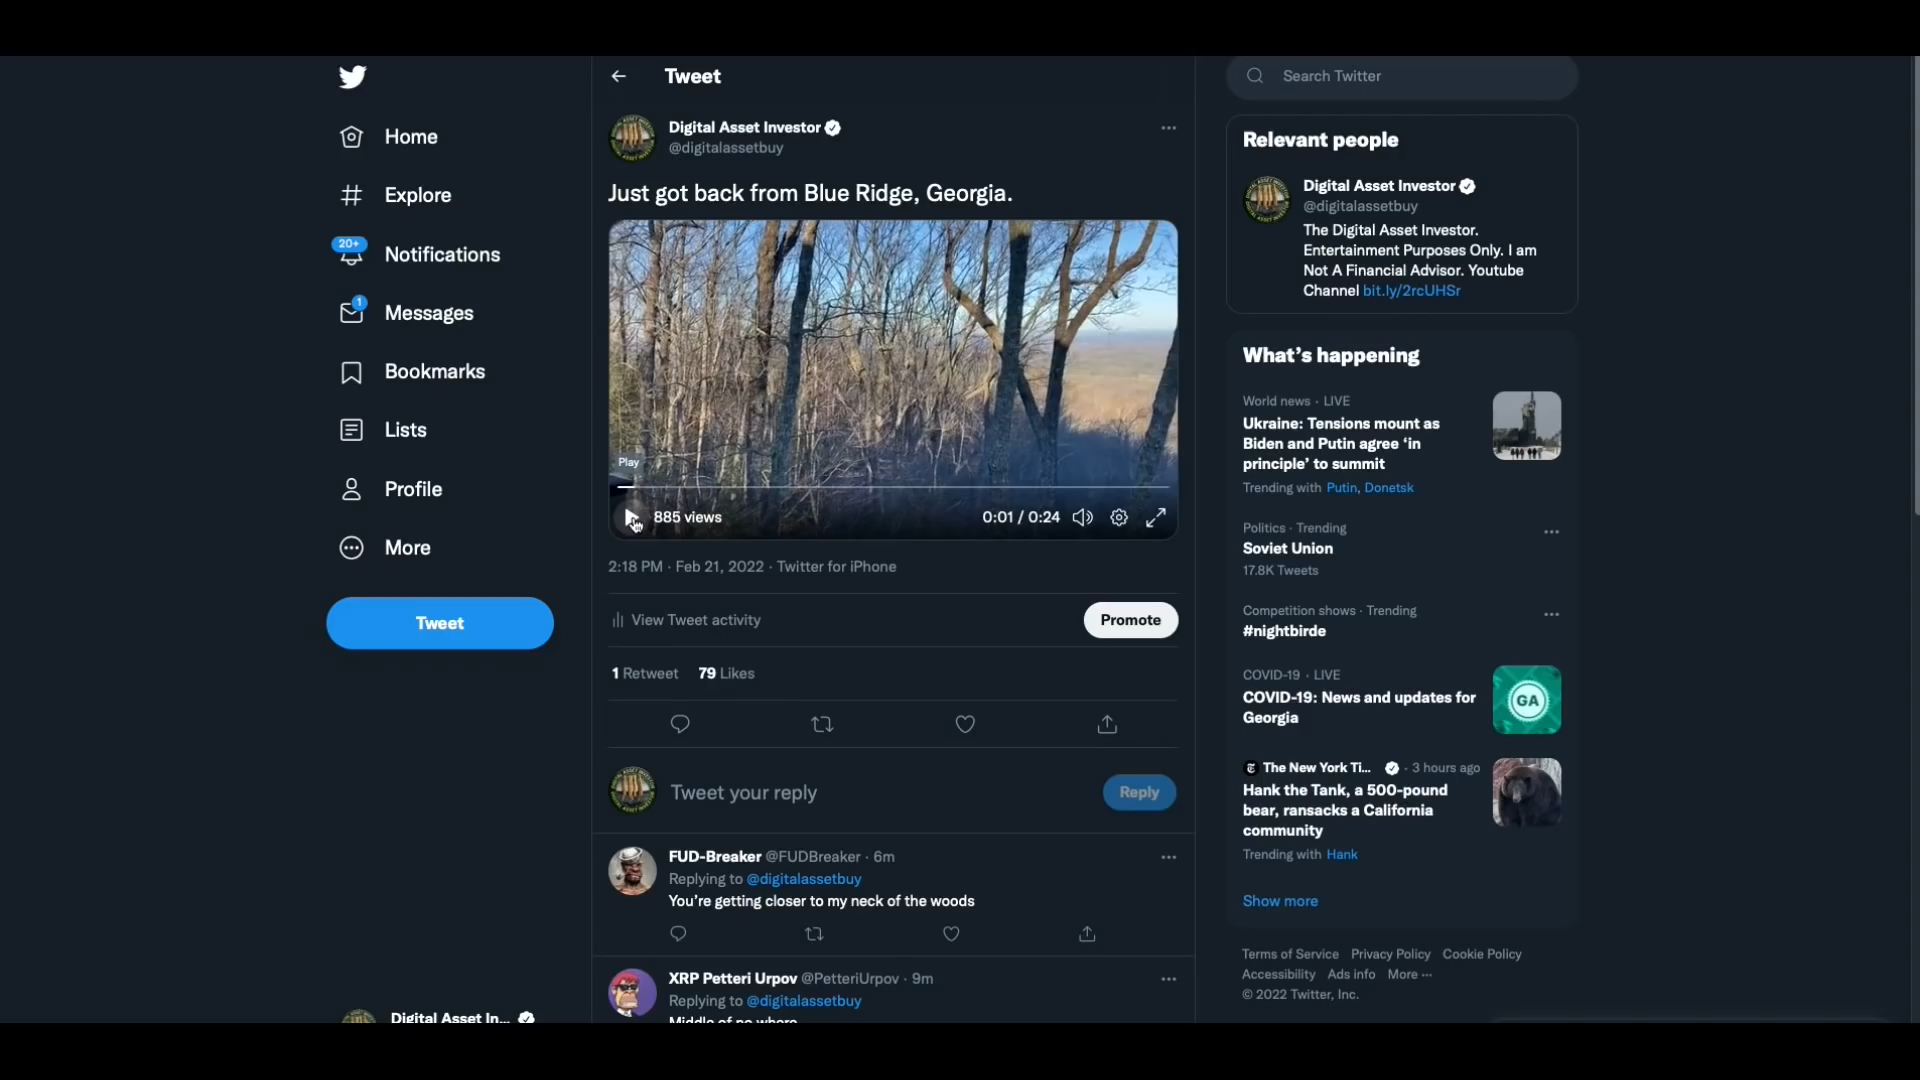 Home
Explore
20+
Notifications
1
Messages
Bookmarks
Lists
Profile
More
Tweet
Digital Asset In...
Tweet
Digital Asset Investor
@digitalassetbuy
Just got back from Blue Ridge, Georgia.
Play
885 views
0:01 / 0:24
2:18 PM · Feb 21, 2022 · Twitter for iPhone
View Tweet activity
Promote
1 Retweet 79 Likes
Tweet your reply
Reply
FUD-Breaker @FUDBreaker · 6m
Replying to @digitalassetbuy
You're getting closer to my neck of the woods
XRP Petteri Urpov @PetteriUrpov · 9m
Replying to @digitalassetbuy
Middle of no where
Search Twitter
Relevant people
Digital Asset Investor
@digitalassetbuy
The Digital Asset Investor.
Entertainment Purposes Only. I am
Not A Financial Advisor. Youtube
Channel bit.ly/2rcUHSr
What's happening
World news · LIVE
Ukraine: Tensions mount as
Biden and Putin agree 'in
principle' to summit
Trending with Putin, Donetsk
Politics · Trending
Soviet Union
17.8K Tweets
Competition shows · Trending
#nightbirde
COVID-19 · LIVE
COVID-19: News and updates for
Georgia
GA
The New York Ti... · 3 hours ago
Hank the Tank, a 500-pound
bear, ransacks a California
community
Trending with Hank
Show more
Terms of Service Privacy Policy Cookie Policy
Accessibility Ads info More ···
© 2022 Twitter, Inc.